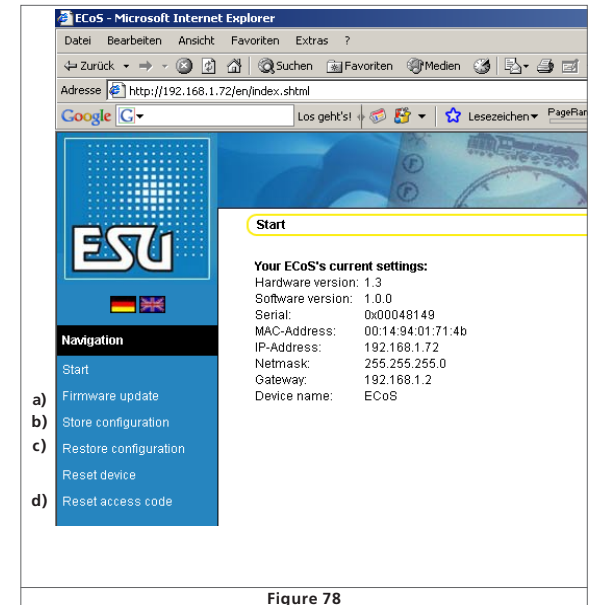 ECoS - Microsoft Internet Explorer
Datei Bearbeiten Ansicht Favoriten Extras ?
Zurück Suchen Favoriten Medien
Adresse http://192.168.1.72/en/index.shtml
Google G Los geht's! Lesezeichen PageRan
ESU
Start
Your ECoS's current settings:
Hardware version: 1.3
Software version: 1.0.0
Serial: 0x00048149
MAC-Address: 00:14:94:01:71:4b
IP-Address: 192.168.1.72
Netmask: 255.255.255.0
Gateway: 192.168.1.2
Device name: ECoS
Navigation
Start
a) Firmware update
b) Store configuration
c) Restore configuration
Reset device
d) Reset access code
Figure 78